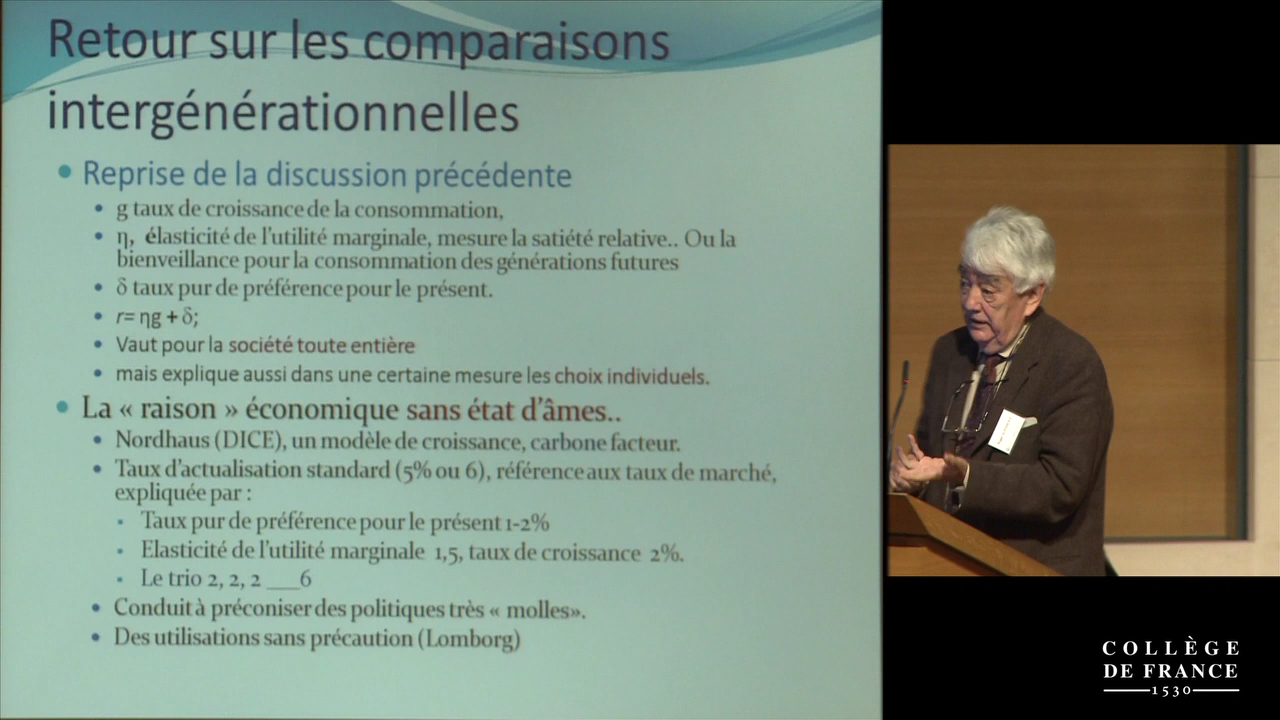 Retour sur les comparaisons
intergénérationnelles
• Reprise de la discussion précédente
• g taux de croissance de la consommation,
• η, élasticité de l'utilité marginale, mesure la satiété relative.. Ou la
bienveillance pour la consommation des générations futures
• δ taux pur de préférence pour le présent.
• r= ηg + δ;
• Vaut pour la société toute entière
• mais explique aussi dans une certaine mesure les choix individuels.
• La « raison » économique sans état d'âmes..
• Nordhaus (DICE), un modèle de croissance, carbone facteur.
• Taux d'actualisation standard (5% ou 6), référence aux taux de marché,
expliquée par :
▪ Taux pur de préférence pour le présent 1-2%
▪ Elasticité de l'utilité marginale 1,5, taux de croissance 2%.
▪ Le trio 2, 2, 2 ___6
• Conduit à préconiser des politiques très « molles».
• Des utilisations sans précaution (Lomborg)
COLLÈGE
DE FRANCE
1530